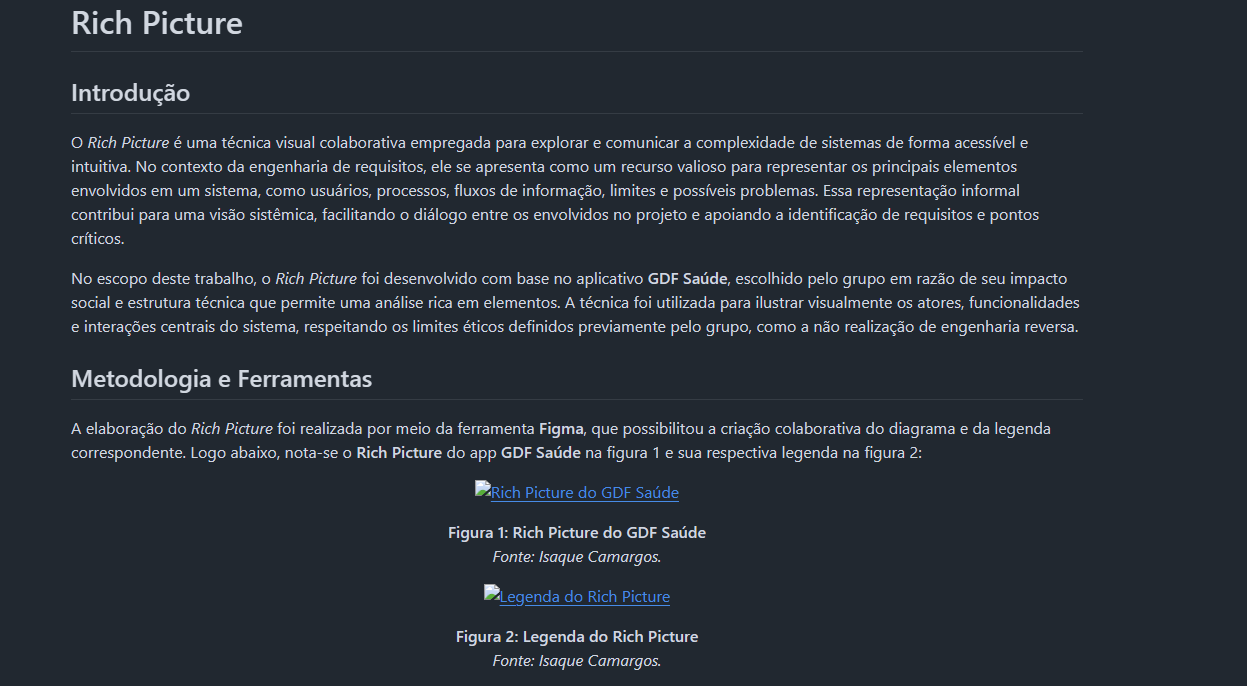 Rich Picture
Introdução
O Rich Picture é uma técnica visual colaborativa empregada para explorar e comunicar a complexidade de sistemas de forma acessível e
intuitiva. No contexto da engenharia de requisitos, ele se apresenta como um recurso valioso para representar os principais elementos
envolvidos em um sistema, como usuários, processos, fluxos de informação, limites e possíveis problemas. Essa representação informal
contribui para uma visão sistêmica, facilitando o diálogo entre os envolvidos no projeto e apoiando a identificação de requisitos e pontos
críticos.
No escopo deste trabalho, o Rich Picture foi desenvolvido com base no aplicativo GDF Saúde, escolhido pelo grupo em razão de seu impacto
social e estrutura técnica que permite uma análise rica em elementos. A técnica foi utilizada para ilustrar visualmente os atores, funcionalidades
e interações centrais do sistema, respeitando os limites éticos definidos previamente pelo grupo, como a não realização de engenharia reversa.
Metodologia e Ferramentas
A elaboração do Rich Picture foi realizada por meio da ferramenta Figma, que possibilitou a criação colaborativa do diagrama e da legenda
correspondente. Logo abaixo, nota-se o Rich Picture do app GDF Saúde na figura 1 e sua respectiva legenda na figura 2:
Rich Picture do GDF Saúde
Figura 1: Rich Picture do GDF Saúde
Fonte: Isaque Camargos.
Legenda do Rich Picture
Figura 2: Legenda do Rich Picture
Fonte: Isaque Camargos.